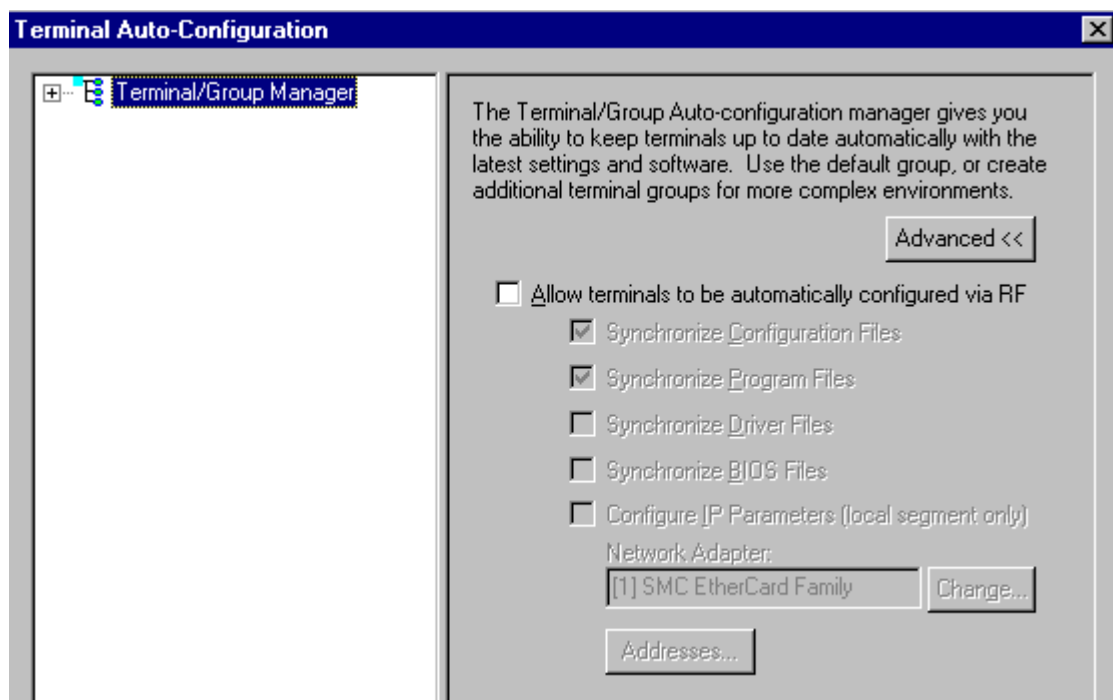 Terminal Auto-Configuration
Terminal/Group Manager
The Terminal/Group Auto-configuration manager gives you
the ability to keep terminals up to date automatically with the
latest settings and software. Use the default group, or create
additional terminal groups for more complex environments.
Advanced <<
Allow terminals to be automatically configured via RF
Synchronize Configuration Files
Synchronize Program Files
Synchronize Driver Files
Synchronize BIOS Files
Configure IP Parameters (local segment only)
Network Adapter:
[1] SMC EtherCard Family
Change...
Addresses...